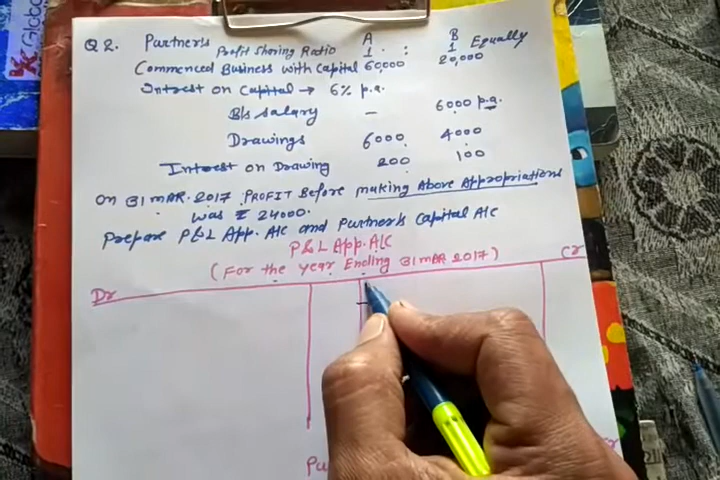 Q2. Partners A B
Profit Sharing Ratio 1 : 1 Equally
Commenced Business with Capital 60,000 20,000
Interest on Capital → 6% p.a.
B's salary — 6000 p.a.
Drawings 6000 4000
Interest on Drawing 200 100
On 31 MAR. 2017 PROFIT Before making Above Appropriations
was ₹ 24000.
Prepare P&L App. A/c and Partner's Capital A/c
P&L App. A/c
(For the year Ending 31 MAR 2017)
Dr Cr
Pa
Global